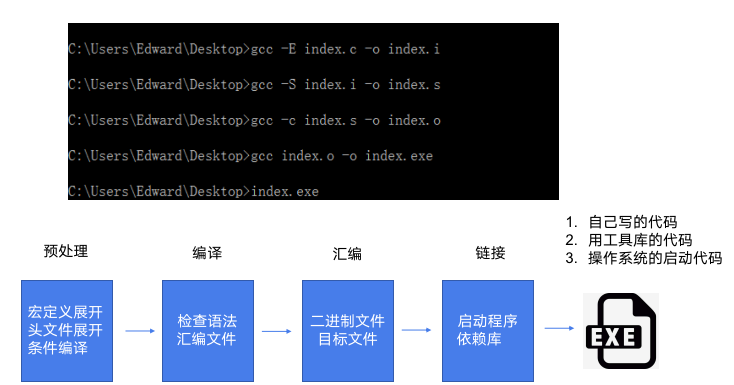 C:\Users\Edward\Desktop>gcc -E index.c -o index.i
C:\Users\Edward\Desktop>gcc -S index.i -o index.s
C:\Users\Edward\Desktop>gcc -c index.s -o index.o
C:\Users\Edward\Desktop>gcc index.o -o index.exe
C:\Users\Edward\Desktop>index.exe
1. 自己写的代码
2. 用工具库的代码
3. 操作系统的启动代码
预处理
编译
汇编
链接
宏定义展开
头文件展开
条件编译
检查语法
汇编文件
二进制文件
目标文件
启动程序
依赖库
EXE